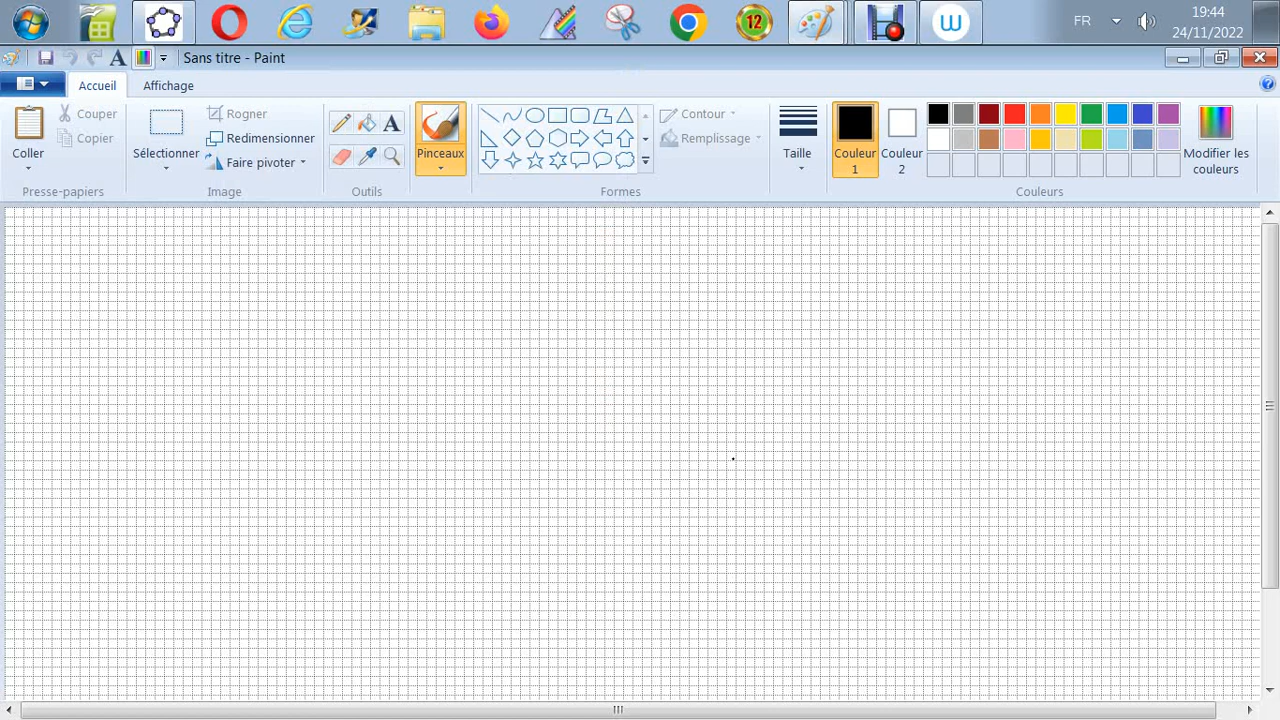 12
W
FR
19:44
24/11/2022
A
Sans titre - Paint
Accueil
Affichage
?
Coller
Couper
Copier
Presse-papiers
Sélectionner
Rogner
Redimensionner
Faire pivoter
Image
A
Outils
Pinceaux
Formes
Contour
Remplissage
Taille
Couleur
1
Couleur
2
Modifier les
couleurs
Couleurs